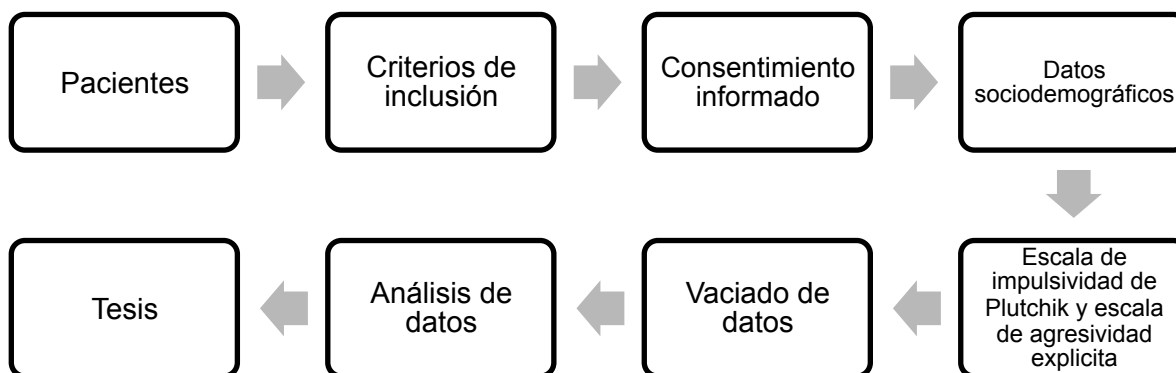 Pacientes
Criterios de
inclusión
Consentimiento
informado
Datos
sociodemográficos
Escala de
impulsividad de
Plutchik y escala
de agresividad
explicita
Vaciado de
datos
Análisis de
datos
Tesis